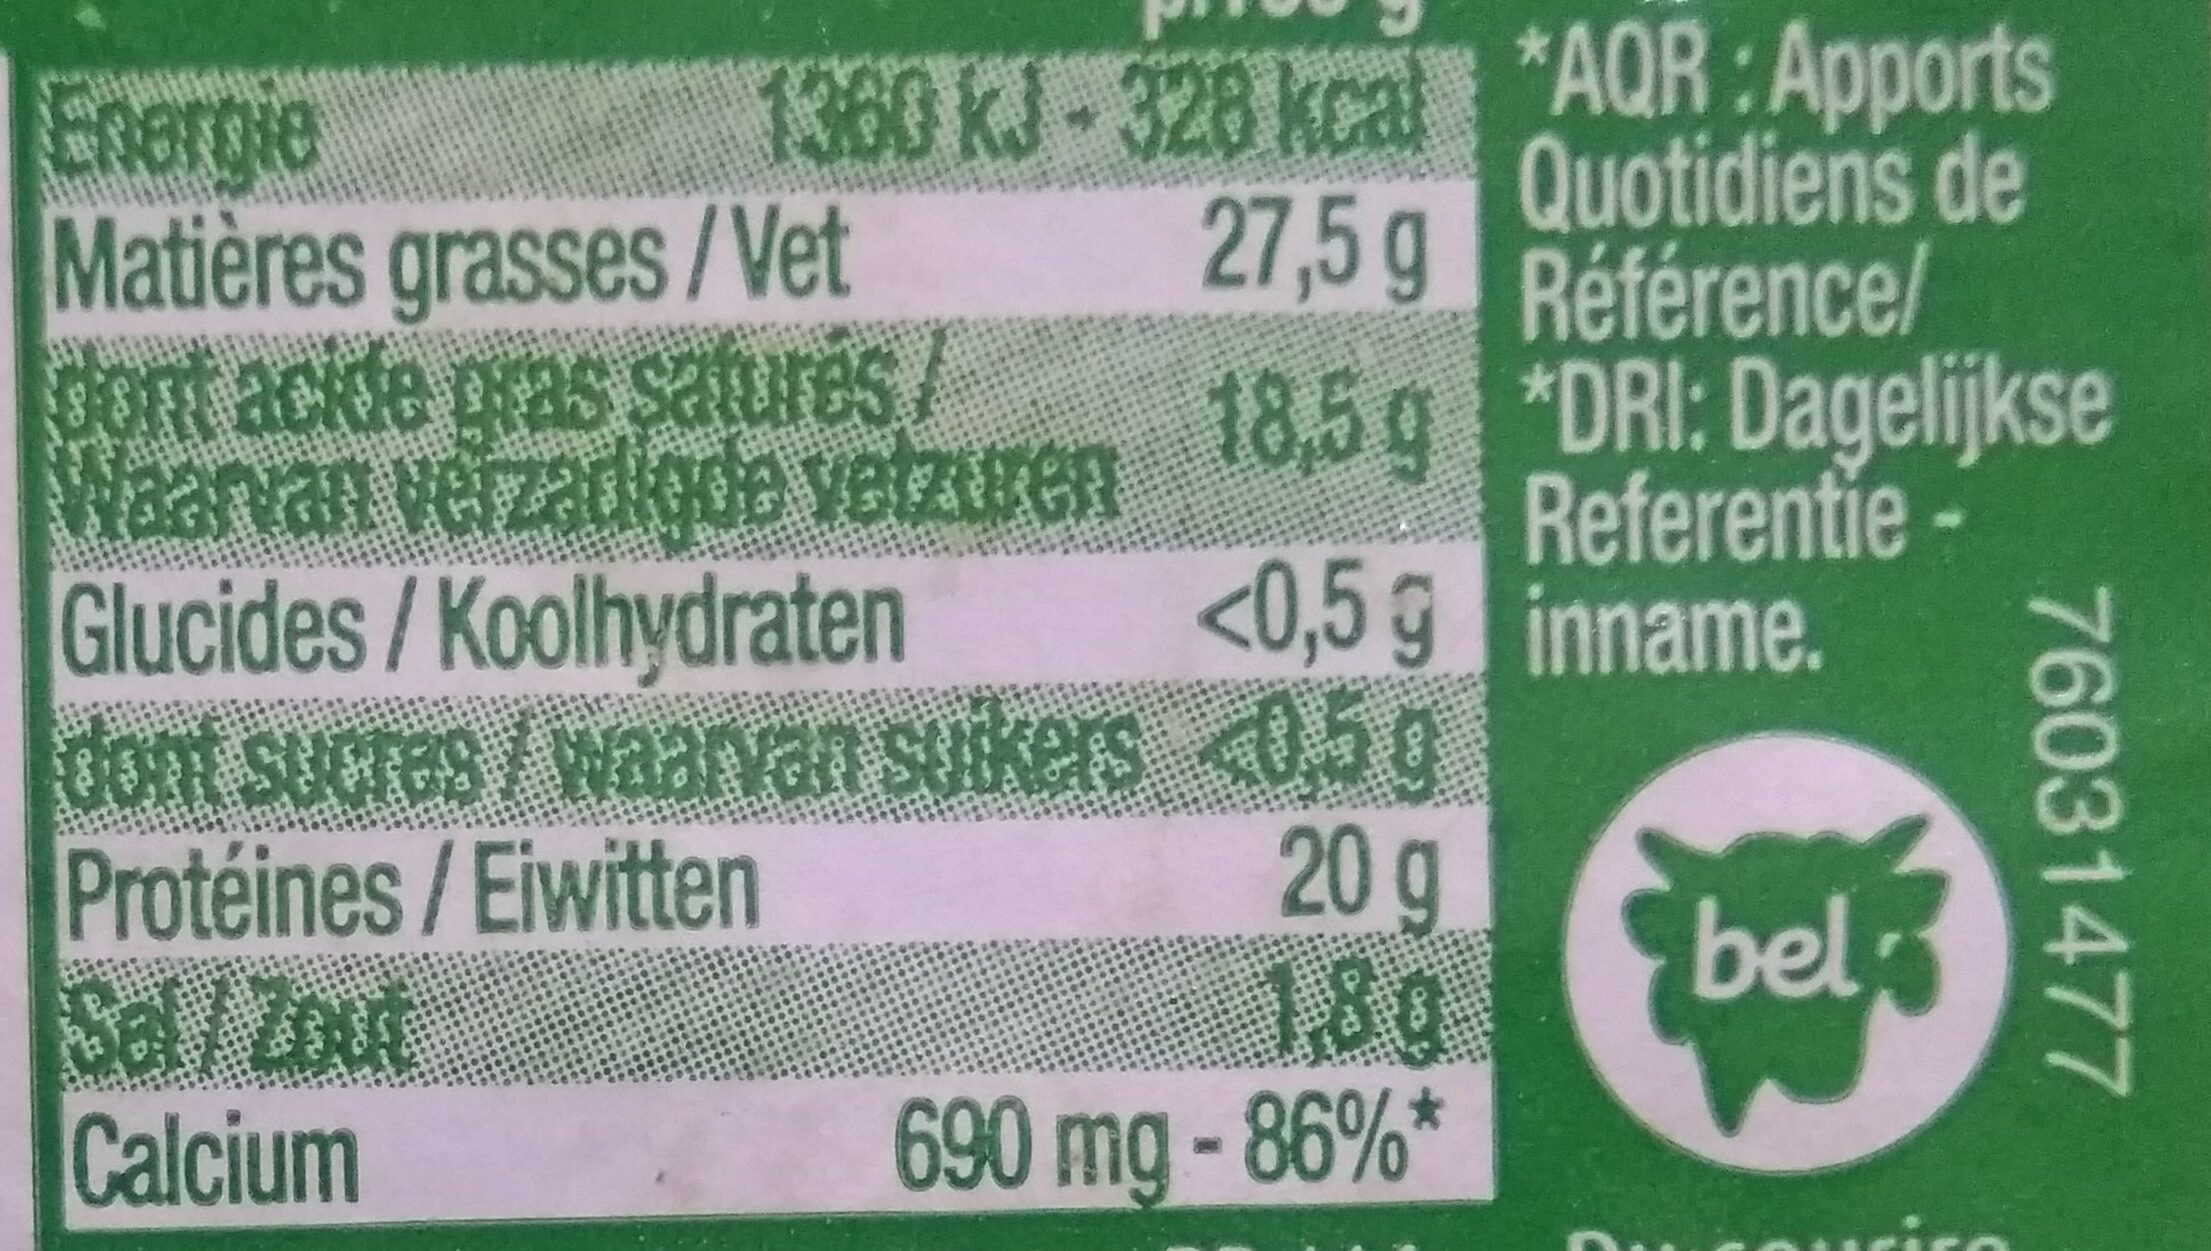 Energie 1360 kJ - 328 kcal
Matières grasses / Vet 27,5 g
dont acide gras saturés /
Waarvan verzadigde vetzuren 18,5 g
Glucides / Koolhydraten <0,5 g
dont sucres / waarvan suikers <0,5 g
Protéines / Eiwitten 20 g
Sel / Zout 1,8 g
Calcium 690 mg - 86%*
*AQR : Apports
Quotidiens de
Référence/
*DRI: Dagelijkse
Referentie -
inname.
bel
76031477